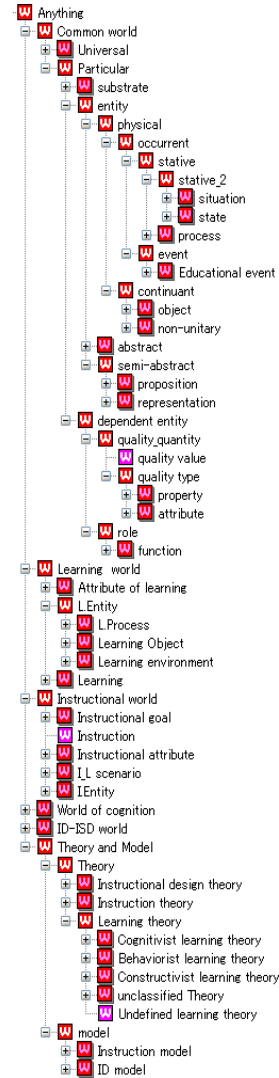 Anything
Common world
Universal
Particular
substrate
entity
physical
occurrent
stative
stative_2
situation
state
process
event
Educational event
continuant
object
non-unitary
abstract
semi-abstract
proposition
representation
dependent entity
quality_quantity
quality value
quality type
property
attribute
role
function
Learning world
Attribute of learning
L.Entity
L.Process
Learning Object
Learning environment
Learning
Instructional world
Instructional goal
Instruction
Instructional attribute
I_L scenario
I.Entity
World of cognition
ID-ISD world
Theory and Model
Theory
Instructional design theory
Instruction theory
Learning theory
Cognitivist learning theory
Behaviorist learning theory
Constructivist learning theory
unclassified Theory
Undefined learning theory
model
Instruction model
ID model